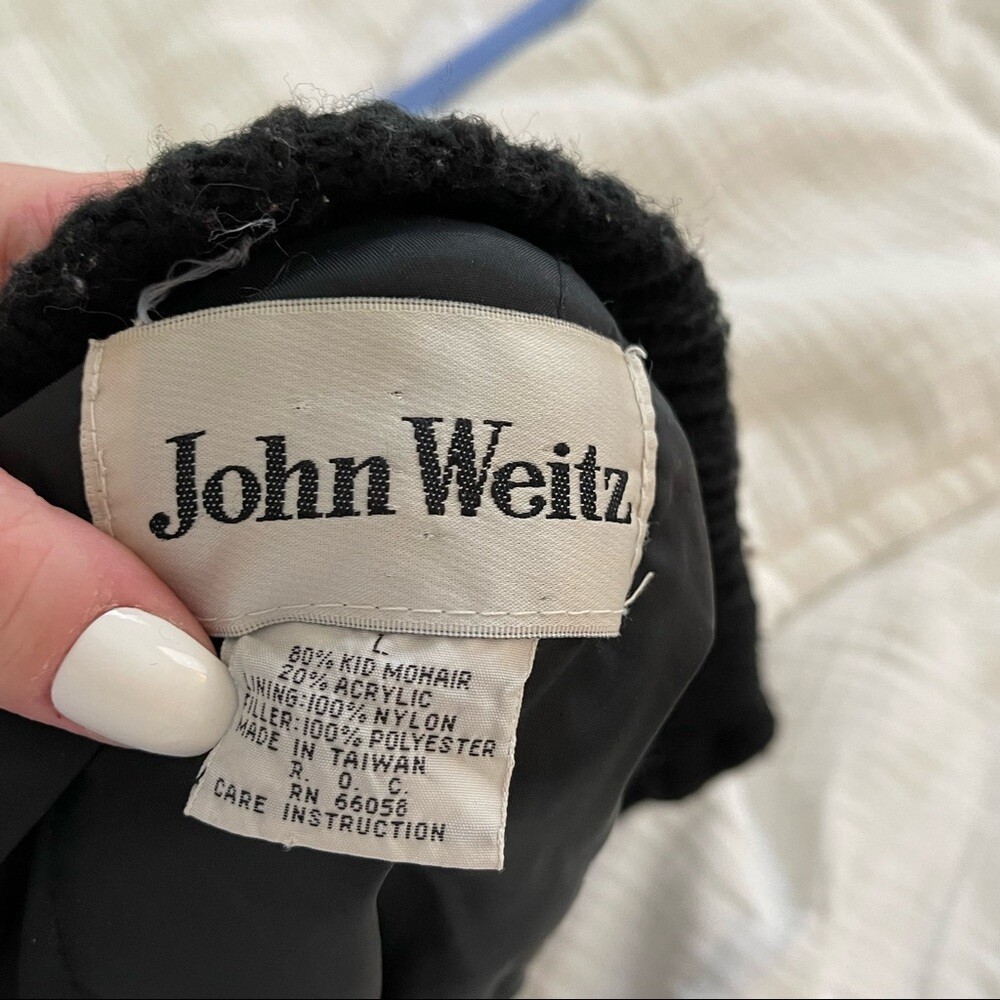 John Weitz
L
80% KID MOHAIR
20% ACRYLIC
LINING:100% NYLON
FILLER:100% POLYESTER
MADE IN TAIWAN
R. O. C.
RN 66058
CARE INSTRUCTION